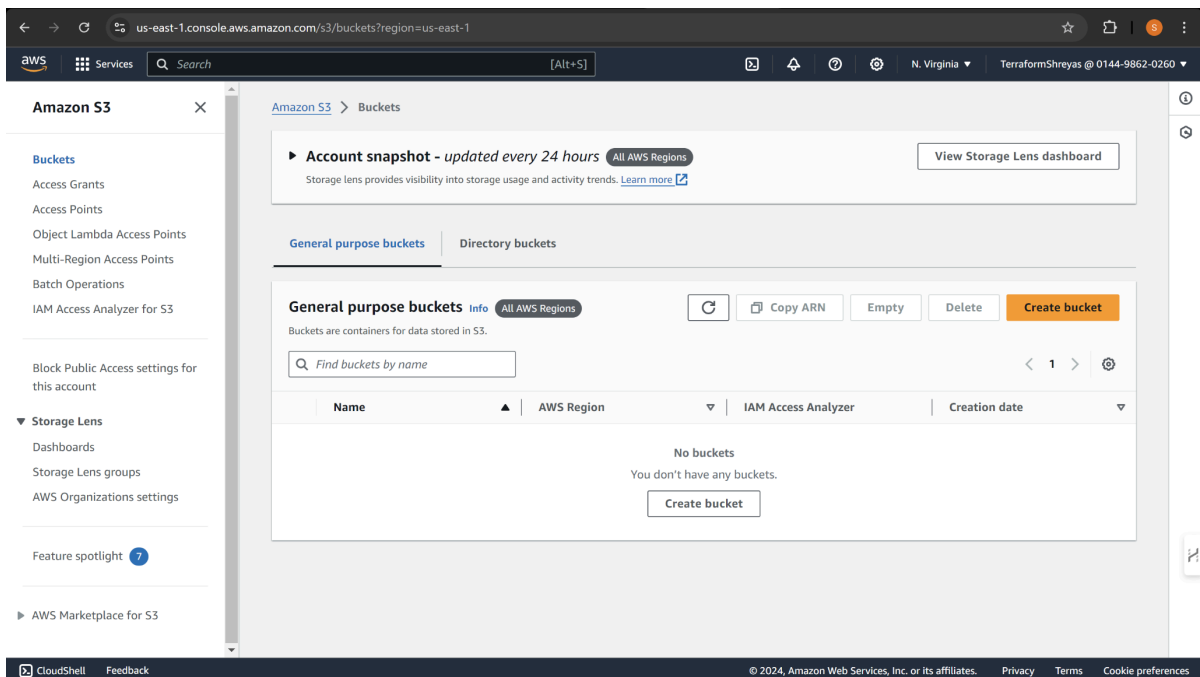 us-east-1.console.aws.amazon.com/s3/buckets?region=us-east-1
S
aws
Services
Search
[Alt+S]
N. Virginia
TerraformShreyas @ 0144-9862-0260
Amazon S3
Buckets
Access Grants
Access Points
Object Lambda Access Points
Multi-Region Access Points
Batch Operations
IAM Access Analyzer for S3
Block Public Access settings for
this account
Storage Lens
Dashboards
Storage Lens groups
AWS Organizations settings
Feature spotlight 7
AWS Marketplace for S3
Amazon S3 > Buckets
Account snapshot - updated every 24 hours All AWS Regions
View Storage Lens dashboard
Storage lens provides visibility into storage usage and activity trends. Learn more
General purpose buckets
Directory buckets
General purpose buckets Info All AWS Regions
Copy ARN
Empty
Delete
Create bucket
Buckets are containers for data stored in S3.
Find buckets by name
1
Name
AWS Region
IAM Access Analyzer
Creation date
No buckets
You don't have any buckets.
Create bucket
CloudShell
Feedback
© 2024, Amazon Web Services, Inc. or its affiliates.
Privacy
Terms
Cookie preferences